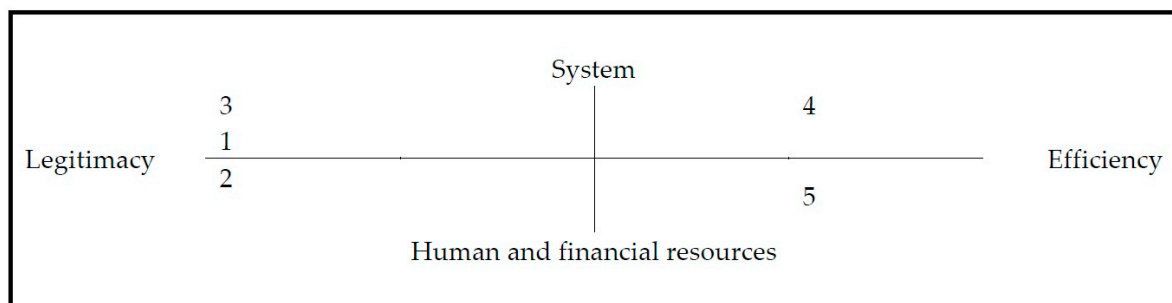 System
3 4
1
Legitimacy Efficiency
2
5
Human and financial resources